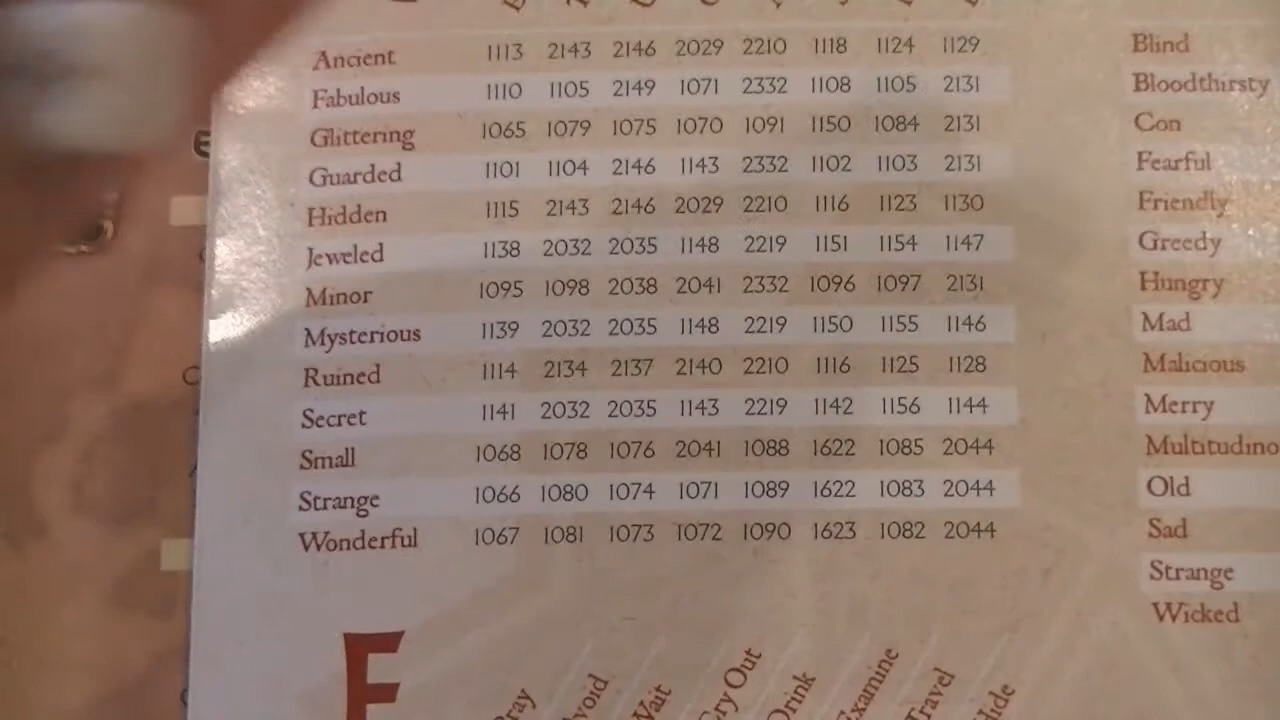 Ancient 1113 2143 2146 2029 2210 1118 1124 1129
Fabulous 1110 1105 2149 1071 2332 1108 1105 2131
Glittering 1065 1079 1075 1070 1091 1150 1084 2131
Guarded 1101 1104 2146 1143 2332 1102 1103 2131
Hidden 1115 2143 2146 2029 2210 1116 1123 1130
Jeweled 1138 2032 2035 1148 2219 1151 1154 1147
Minor 1095 1098 2038 2041 2332 1096 1097 2131
Mysterious 1139 2032 2035 1148 2219 1150 1155 1146
Ruined 1114 2134 2137 2140 2210 1116 1125 1128
Secret 1141 2032 2035 1143 2219 1142 1156 1144
Small 1068 1078 1076 2041 1088 1622 1085 2044
Strange 1066 1080 1074 1071 1089 1622 1083 2044
Wonderful 1067 1081 1073 1072 1090 1623 1082 2044
Blind
Bloodthirsty
Con
Fearful
Friendly
Greedy
Hungry
Mad
Malicious
Merry
Multitudino
Old
Sad
Strange
Wicked
F
ray
void
Wait
Cry Out
Drink
Examine
Travel
Hide